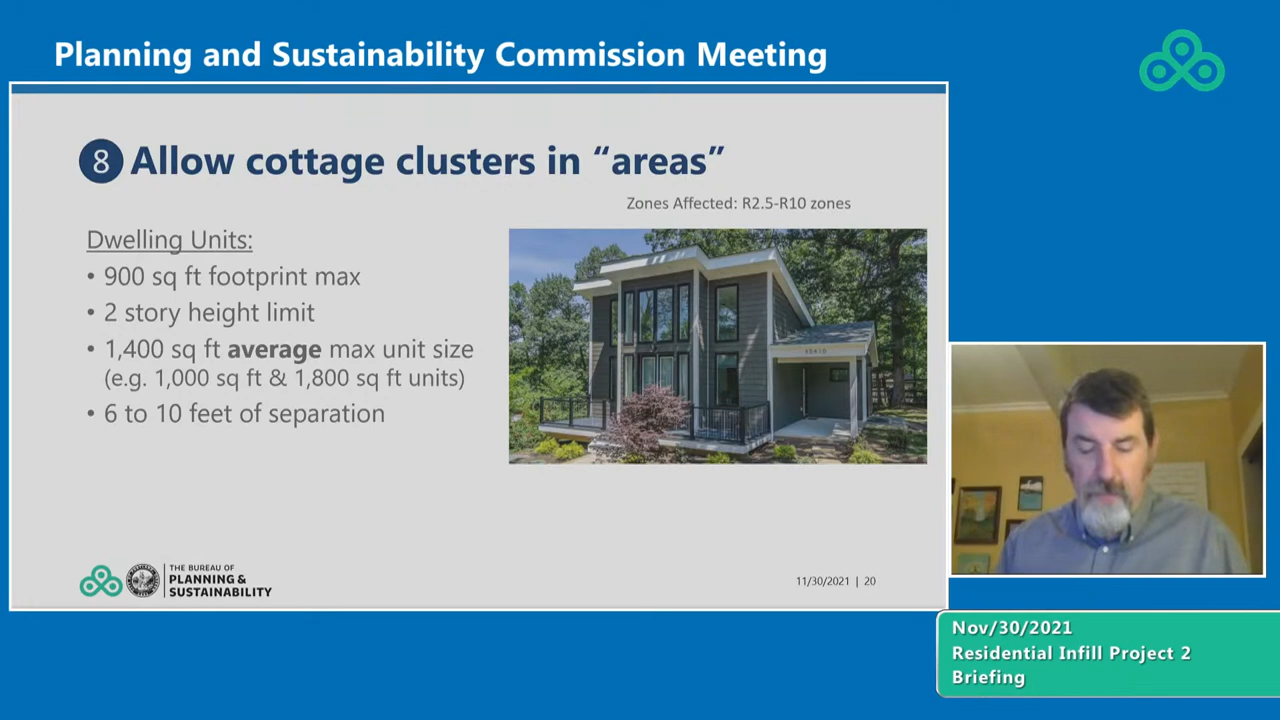 Planning and Sustainability Commission Meeting
8 Allow cottage clusters in “areas”
Zones Affected: R2.5-R10 zones
Dwelling Units:
• 900 sq ft footprint max
• 2 story height limit
• 1,400 sq ft average max unit size
(e.g. 1,000 sq ft & 1,800 sq ft units)
• 6 to 10 feet of separation
THE BUREAU OF
PLANNING &
SUSTAINABILITY
11/30/2021 | 20
Nov/30/2021
Residential Infill Project 2
Briefing